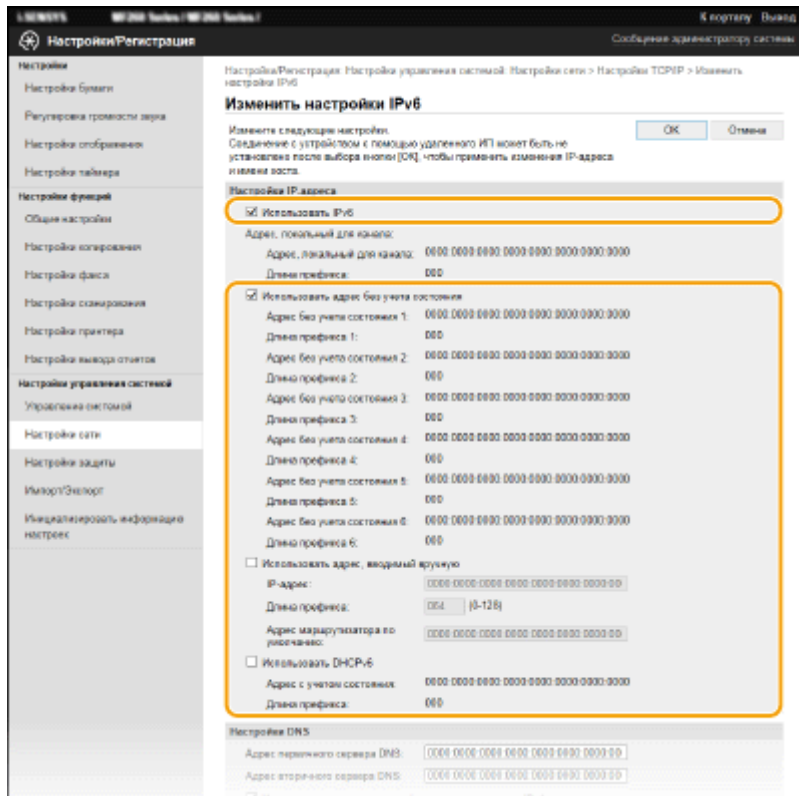 i-SENSYS MF260 Series / MF260 Series /
К порталу Выход
Настройки/Регистрация
Сообщение администратору системы
Настройки
Настройки бумаги
Регулировка громкости звука
Настройки отображения
Настройки таймера
Настройки функций
Общие настройки
Настройки копирования
Настройки факса
Настройки сканирования
Настройки принтера
Настройки вывода отчетов
Настройки управления системой
Управление системой
Настройки сети
Настройки защиты
Импорт/Экспорт
Инициализировать информацию
настроек
Настройки/Регистрация: Настройки управления системой: Настройки сети > Настройки TCP/IP > Изменить
настройки IPv6
Изменить настройки IPv6
Измените следующие настройки.
Соединение с устройством с помощью удаленного ИП может быть не
установлено после выбора кнопки [OK], чтобы применить изменения IP-адреса
и имени хоста.
OK Отмена
Настройки IP-адреса
Использовать IPv6
Адрес, локальный для канала:
Адрес, локальный для канала: 0000:0000:0000:0000:0000:0000:0000:0000
Длина префикса: 000
Использовать адрес без учета состояния
Адрес без учета состояния 1: 0000:0000:0000:0000:0000:0000:0000:0000
Длина префикса 1: 000
Адрес без учета состояния 2: 0000:0000:0000:0000:0000:0000:0000:0000
Длина префикса 2: 000
Адрес без учета состояния 3: 0000:0000:0000:0000:0000:0000:0000:0000
Длина префикса 3: 000
Адрес без учета состояния 4: 0000:0000:0000:0000:0000:0000:0000:0000
Длина префикса 4: 000
Адрес без учета состояния 5: 0000:0000:0000:0000:0000:0000:0000:0000
Длина префикса 5: 000
Адрес без учета состояния 6: 0000:0000:0000:0000:0000:0000:0000:0000
Длина префикса 6: 000
Использовать адрес, вводимый вручную
IP-адрес: 0000:0000:0000:0000:0000:0000:0000:00
Длина префикса: 064 (0-128)
Адрес маршрутизатора по
умолчанию: 0000:0000:0000:0000:0000:0000:0000:00
Использовать DHCPv6
Адрес с учетом состояния: 0000:0000:0000:0000:0000:0000:0000:0000
Длина префикса: 000
Настройки DNS
Адрес первичного сервера DNS: 0000:0000:0000:0000:0000:0000:0000:00
Адрес вторичного сервера DNS: 0000:0000:0000:0000:0000:0000:0000:00